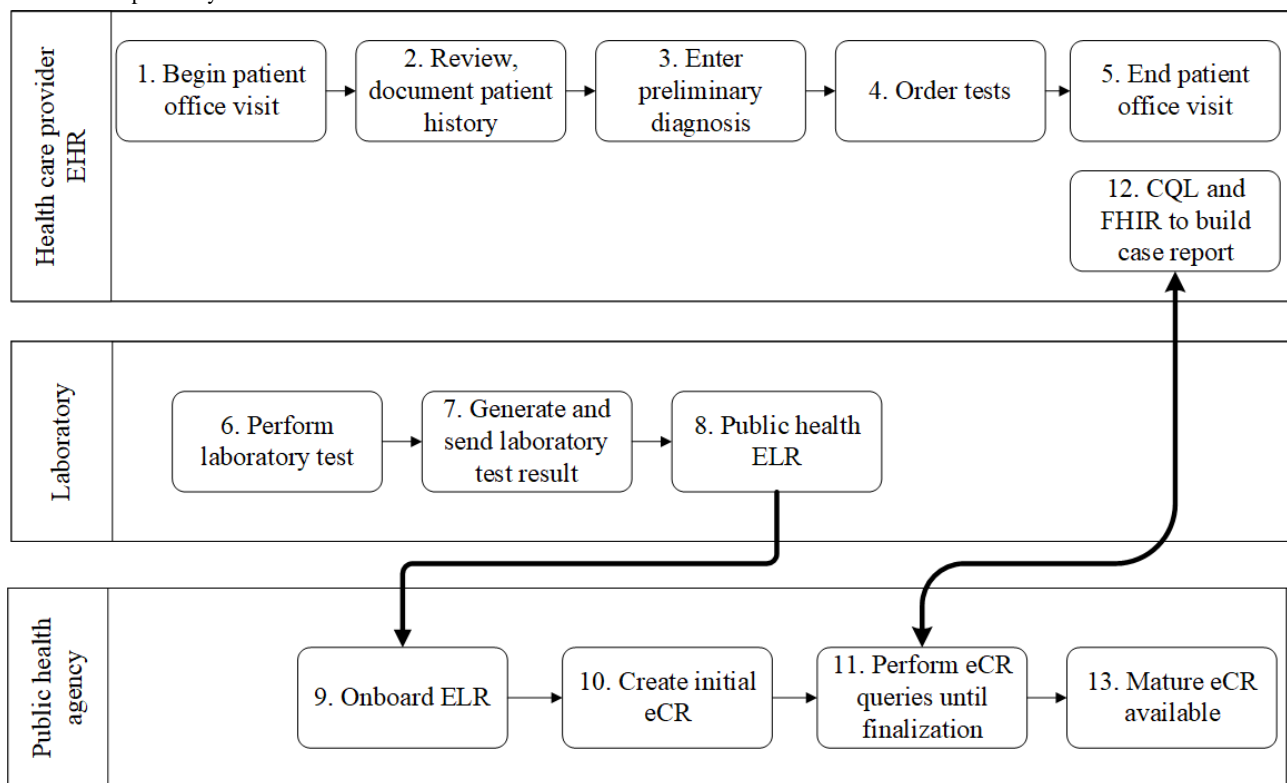 Health care provider
EHR
1. Begin patient
office visit
2. Review,
document patient
history
3. Enter
preliminary
diagnosis
4. Order tests
5. End patient
office visit
12. CQL and
FHIR to build
case report
Laboratory
6. Perform
laboratory test
7. Generate and
send laboratory
test result
8. Public health
ELR
Public health
agency
9. Onboard ELR
10. Create initial
eCR
11. Perform eCR
queries until
finalization
13. Mature eCR
available